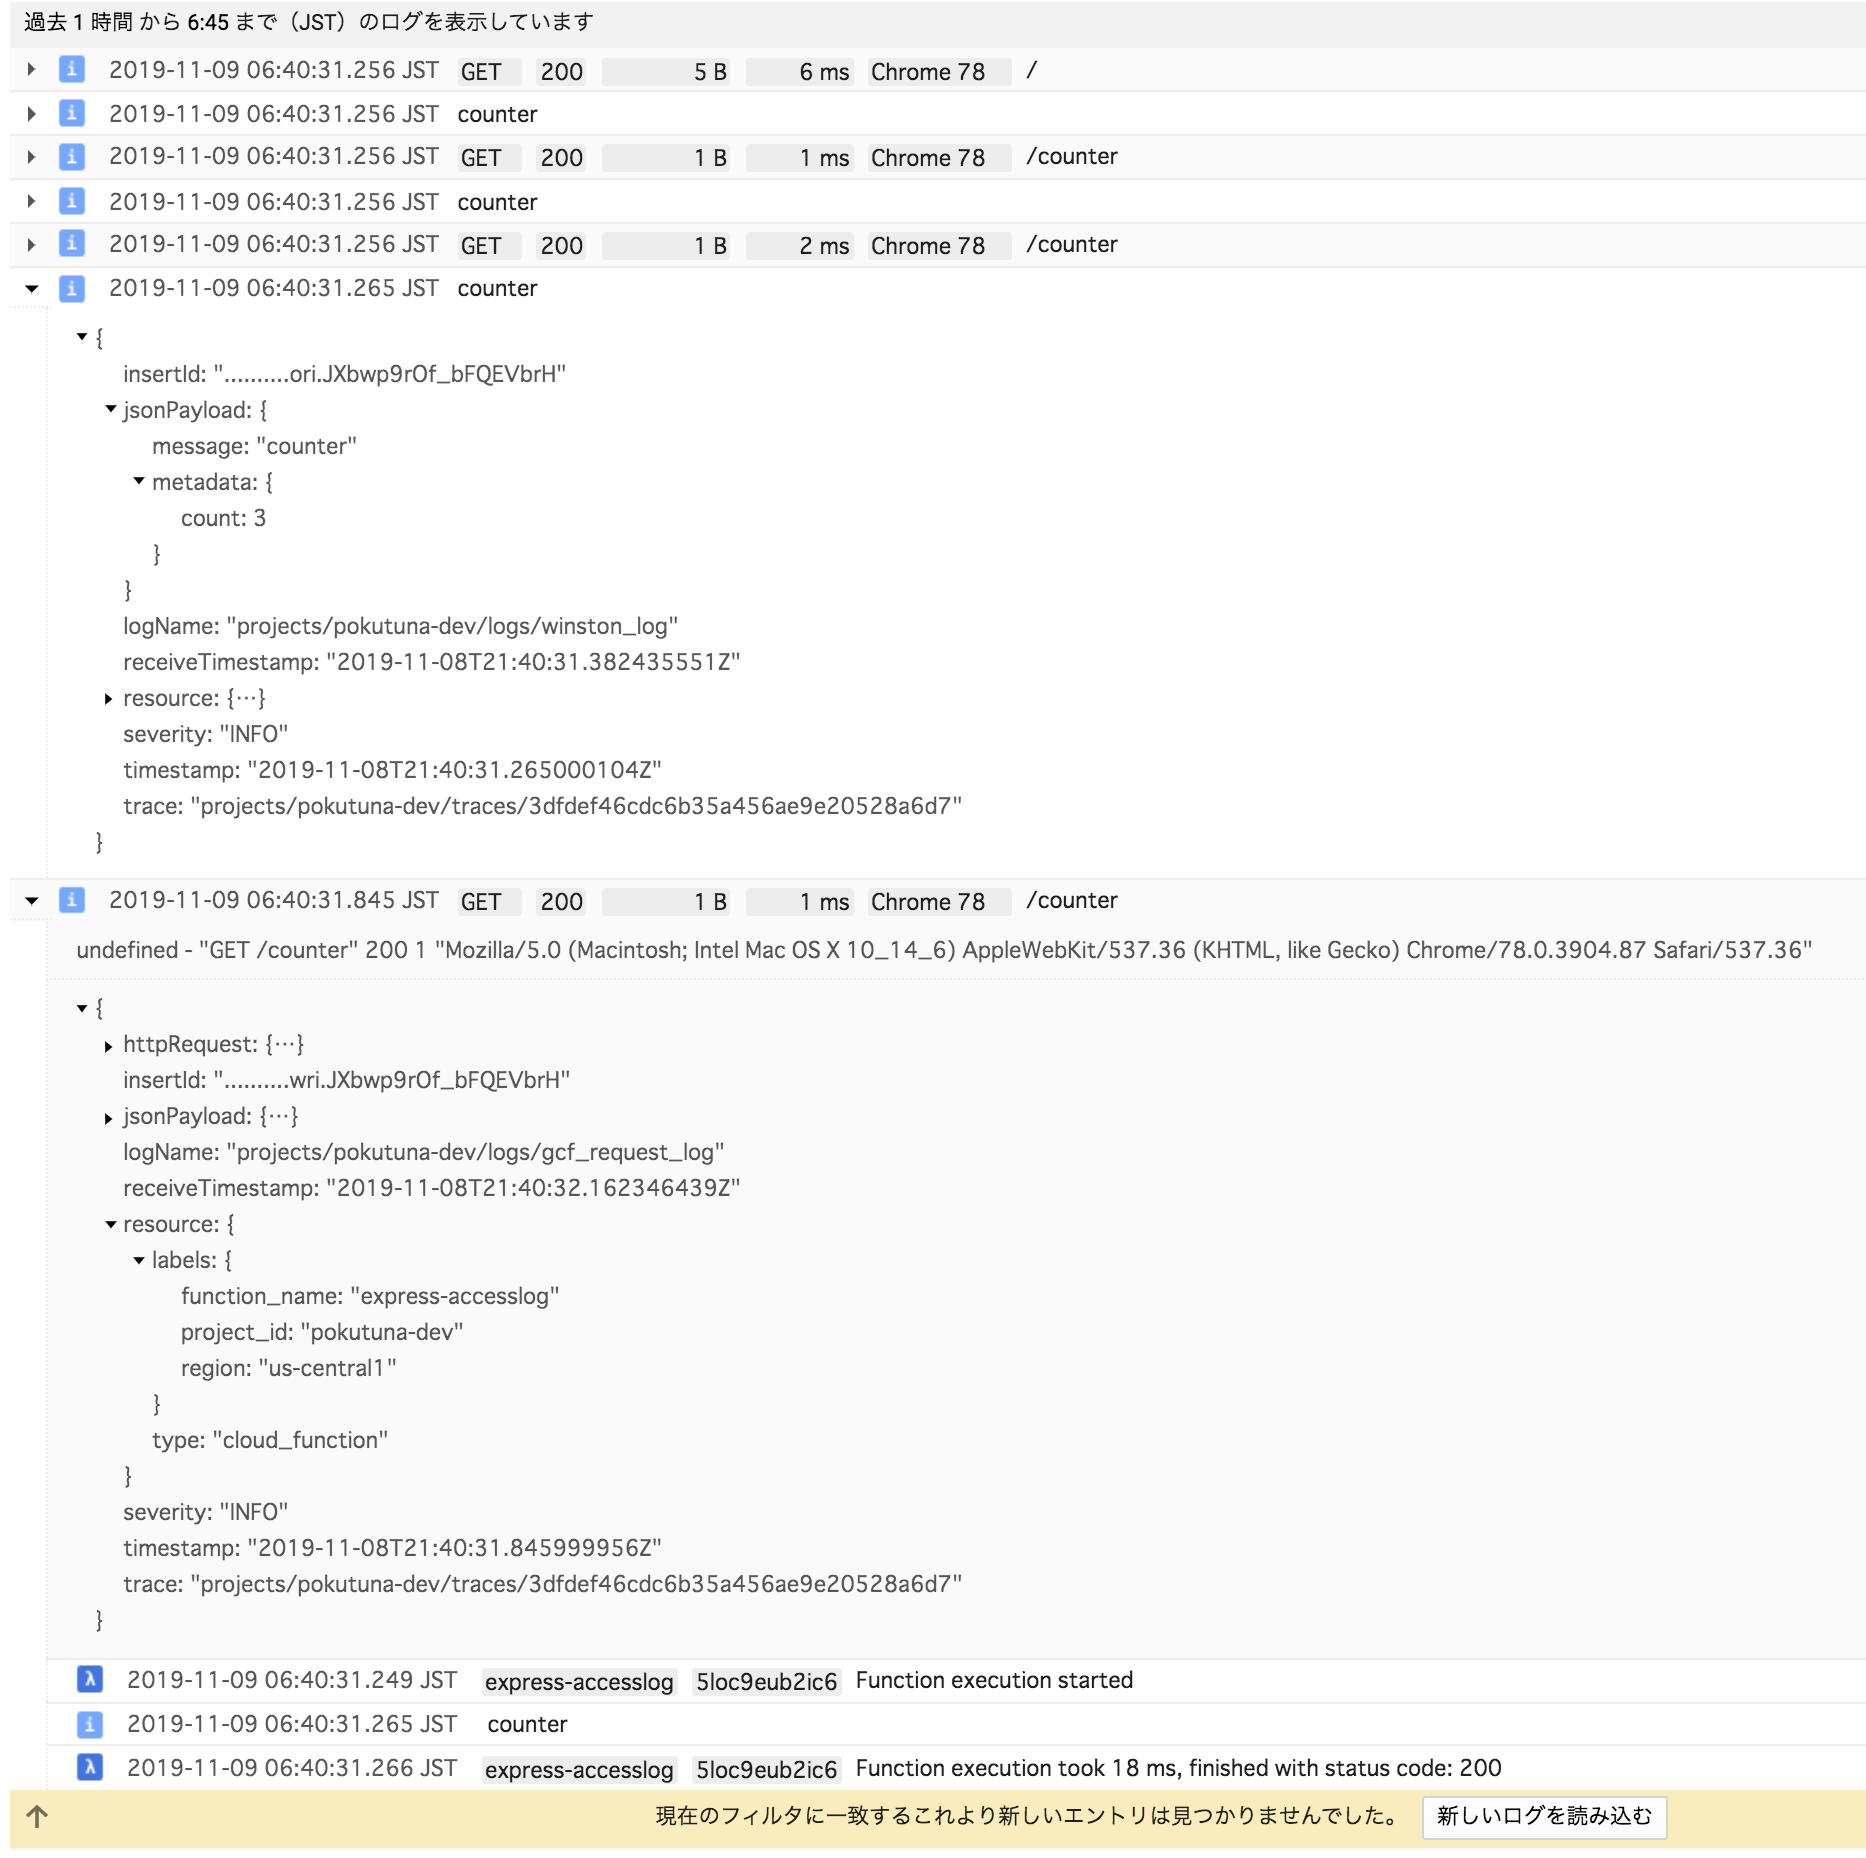 過去 1 時間 から 6:45 まで（JST）のログを表示しています
i 2019-11-09 06:40:31.256 JST GET 200 5 B 6 ms Chrome 78 /
i 2019-11-09 06:40:31.256 JST counter
i 2019-11-09 06:40:31.256 JST GET 200 1 B 1 ms Chrome 78 /counter
i 2019-11-09 06:40:31.256 JST counter
i 2019-11-09 06:40:31.256 JST GET 200 1 B 2 ms Chrome 78 /counter
i 2019-11-09 06:40:31.265 JST counter
{
insertId: "..........ori.JXbwp9rOf_bFQEVbrH"
jsonPayload: {
message: "counter"
metadata: {
count: 3
}
}
logName: "projects/pokutuna-dev/logs/winston_log"
receiveTimestamp: "2019-11-08T21:40:31.382435551Z"
resource: {…}
severity: "INFO"
timestamp: "2019-11-08T21:40:31.265000104Z"
trace: "projects/pokutuna-dev/traces/3dfdef46cdc6b35a456ae9e20528a6d7"
}
i 2019-11-09 06:40:31.845 JST GET 200 1 B 1 ms Chrome 78 /counter
undefined - "GET /counter" 200 1 "Mozilla/5.0 (Macintosh; Intel Mac OS X 10_14_6) AppleWebKit/537.36 (KHTML, like Gecko) Chrome/78.0.3904.87 Safari/537.36"
{
httpRequest: {…}
insertId: "..........wri.JXbwp9rOf_bFQEVbrH"
jsonPayload: {…}
logName: "projects/pokutuna-dev/logs/gcf_request_log"
receiveTimestamp: "2019-11-08T21:40:32.162346439Z"
resource: {
labels: {
function_name: "express-accesslog"
project_id: "pokutuna-dev"
region: "us-central1"
}
type: "cloud_function"
}
severity: "INFO"
timestamp: "2019-11-08T21:40:31.845999956Z"
trace: "projects/pokutuna-dev/traces/3dfdef46cdc6b35a456ae9e20528a6d7"
}
λ 2019-11-09 06:40:31.249 JST express-accesslog 5loc9eub2ic6 Function execution started
i 2019-11-09 06:40:31.265 JST counter
λ 2019-11-09 06:40:31.266 JST express-accesslog 5loc9eub2ic6 Function execution took 18 ms, finished with status code: 200
現在のフィルタに一致するこれより新しいエントリは見つかりませんでした。 新しいログを読み込む